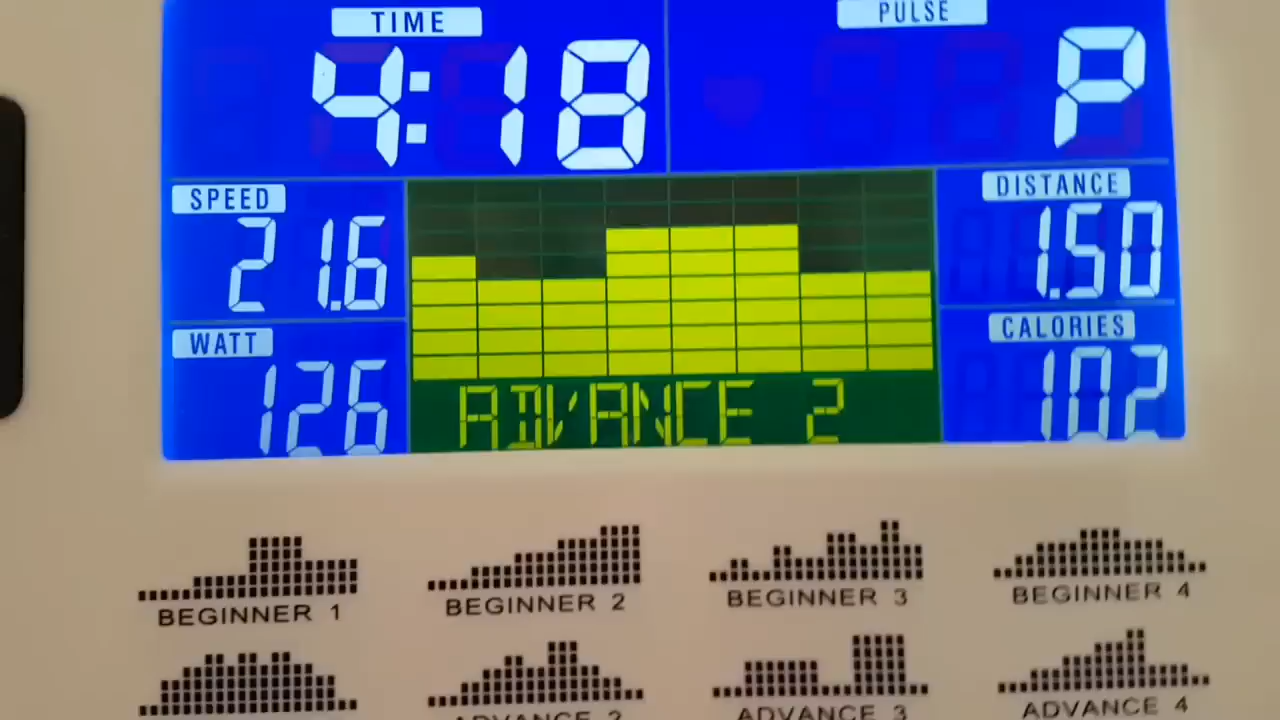 TIME
PULSE
4:18
P
SPEED
DISTANCE
21.6
1.50
WATT
CALORIES
126
102
ADVANCE 2
BEGINNER 1
BEGINNER 2
BEGINNER 3
BEGINNER 4
ADVANCE 2
ADVANCE 3
ADVANCE 4